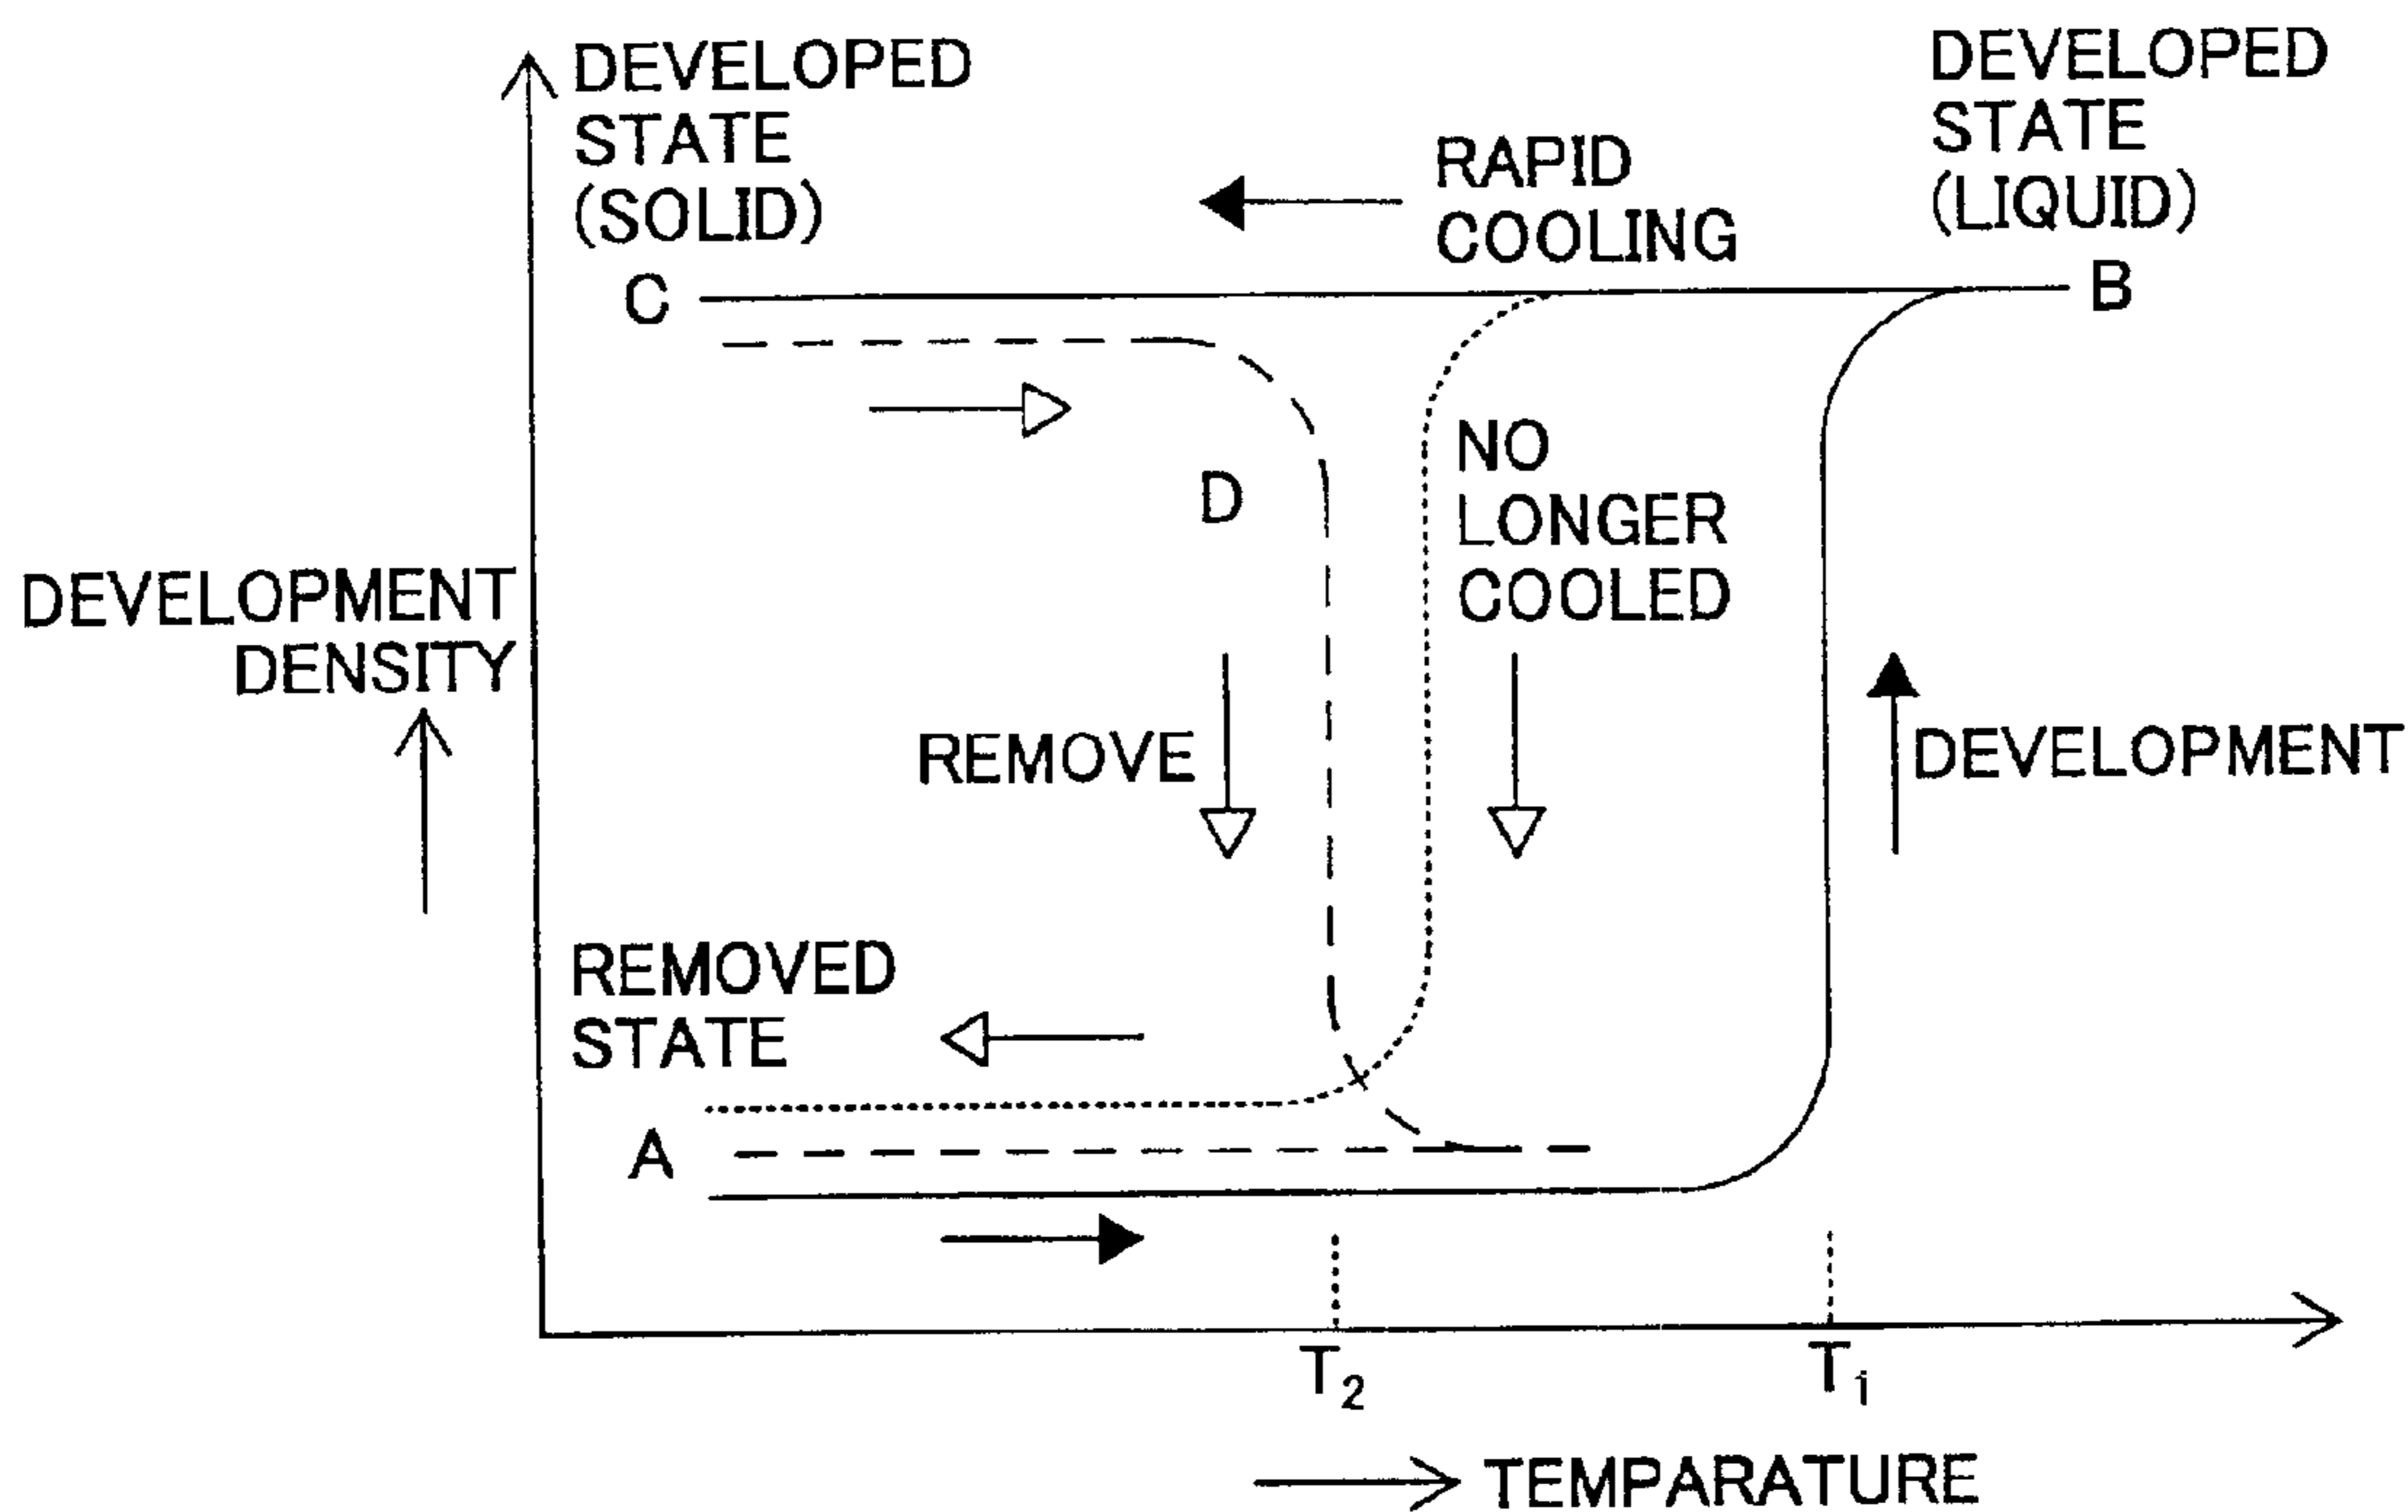 DEVELOPED
STATE
(SOLID)
DEVELOPED
STATE
(LIQUID)
RAPID
COOLING
C
B
D
NO
LONGER
COOLED
DEVELOPMENT
DENSITY
REMOVE
DEVELOPMENT
REMOVED
STATE
A
T2
T1
TEMPARATURE